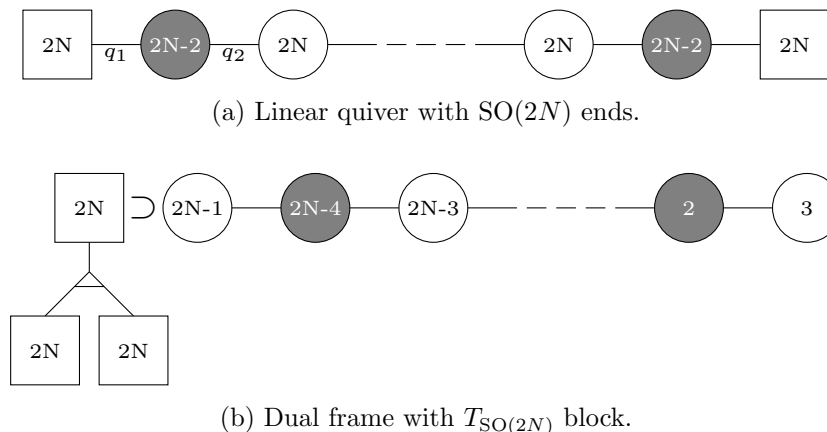 2N 2N-2 2N 2N 2N-2 2N
q1 q2
(a) Linear quiver with SO(2N) ends.
2N ⊃ 2N-1 2N-4 2N-3 2 3
2N 2N
(b) Dual frame with T_SO(2N) block.